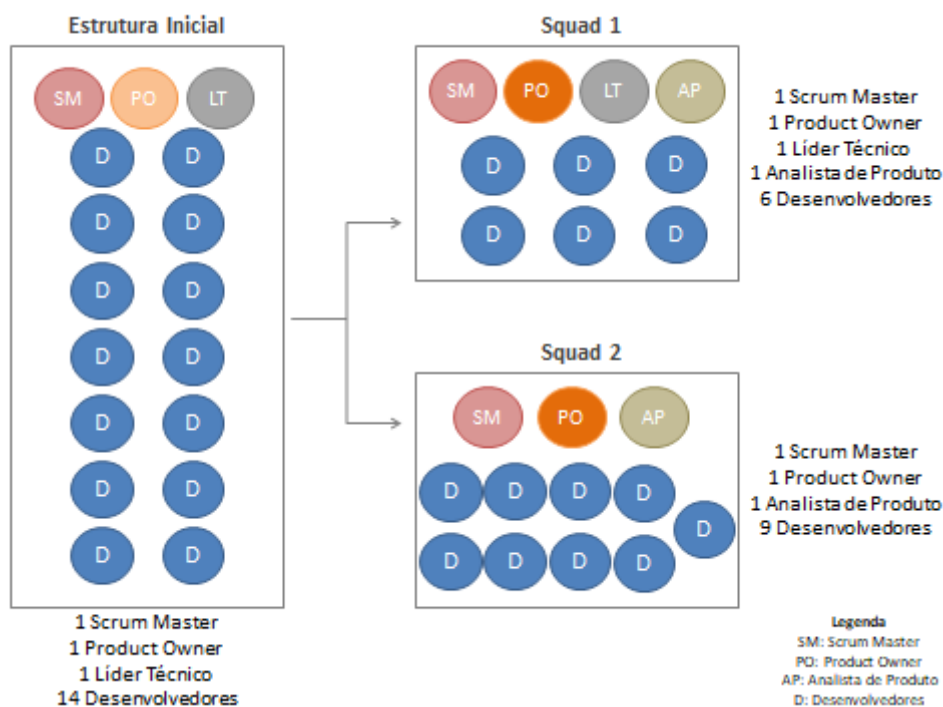 Estrutura Inicial
SM PO LT
D D
D D
D D
D D
D D
D D
D D
1 Scrum Master
1 Product Owner
1 Líder Técnico
14 Desenvolvedores
Squad 1
SM PO LT AP
D D D
D D D
1 Scrum Master
1 Product Owner
1 Líder Técnico
1 Analista de Produto
6 Desenvolvedores
Squad 2
SM PO AP
D D D D
D
D D D D
1 Scrum Master
1 Product Owner
1 Analista de Produto
9 Desenvolvedores
Legenda
SM: Scrum Master
PO: Product Owner
AP: Analista de Produto
D: Desenvolvedores